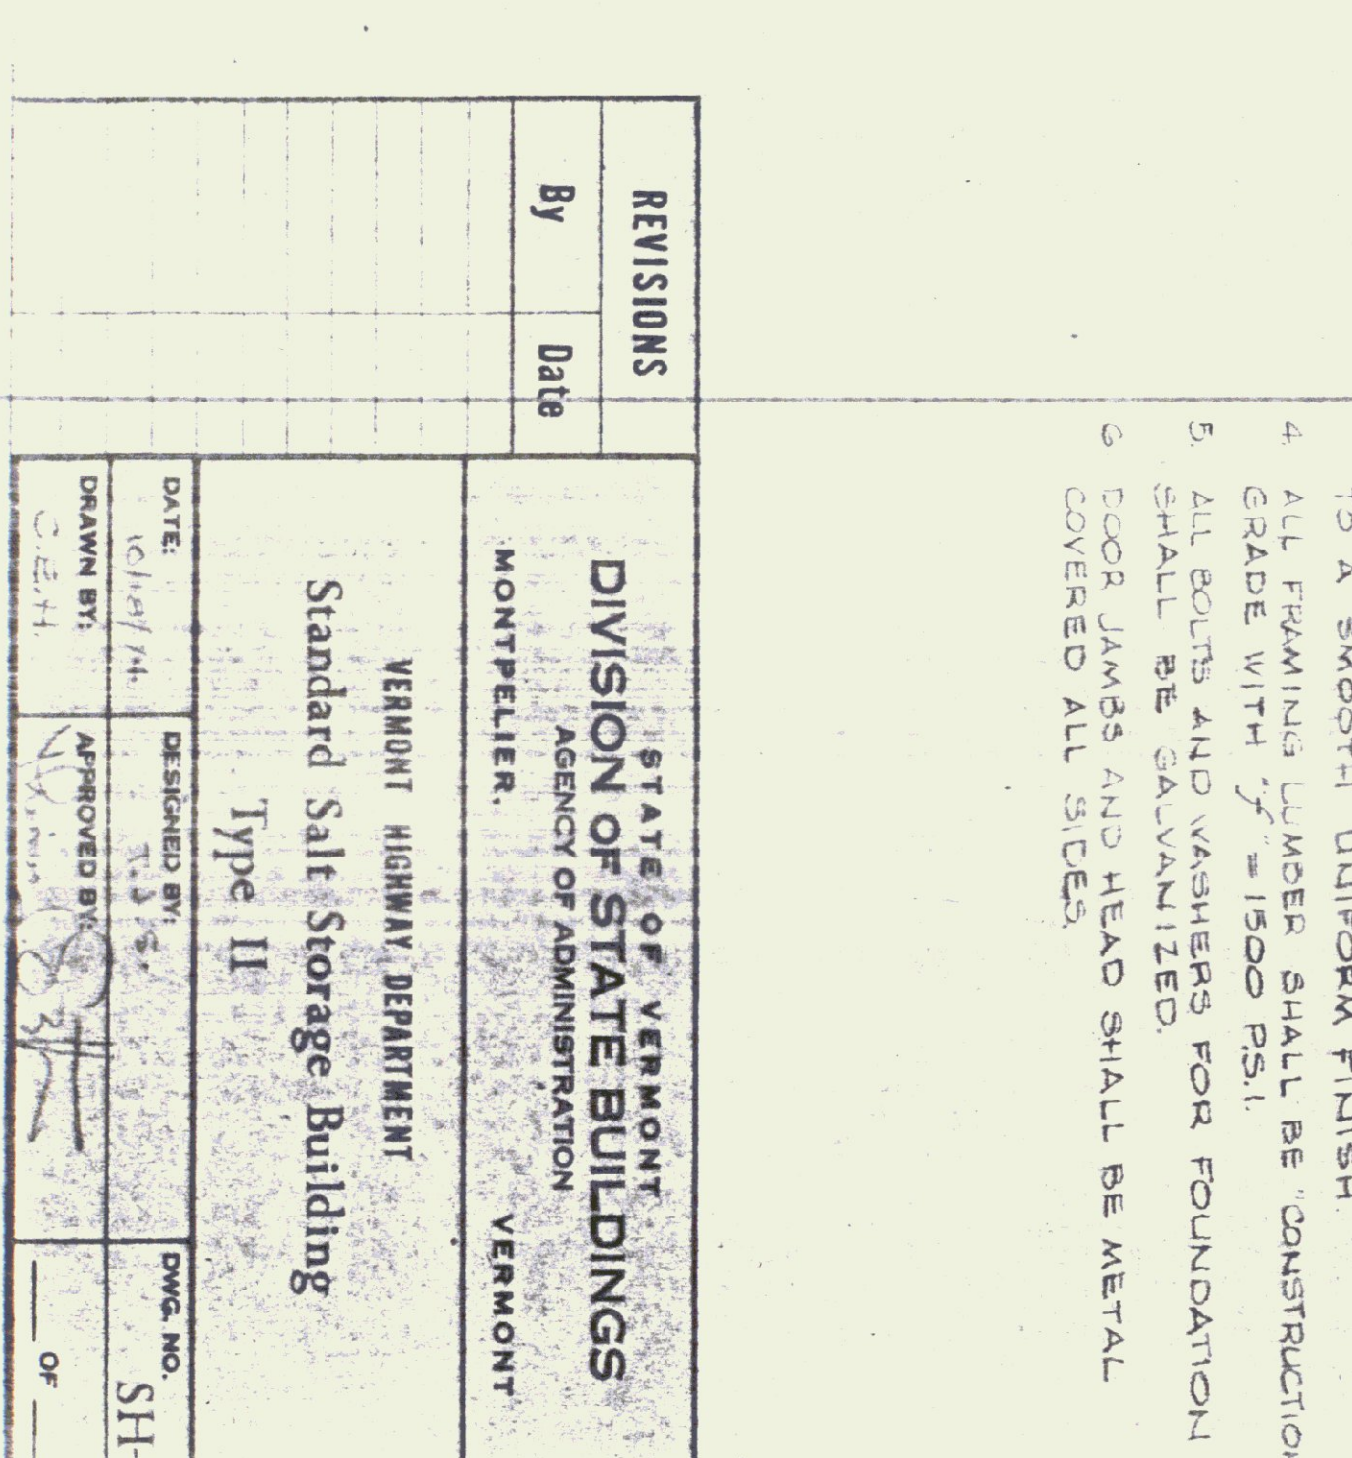 TO A SMOOTH UNIFORM FINISH.
4. ALL FRAMING LUMBER SHALL BE "CONSTRUCTION
GRADE WITH "f" = 1500 P.S.I.
5. ALL BOLTS AND WASHERS FOR FOUNDATION
SHALL BE GALVANIZED.
6 DOOR JAMBS AND HEAD SHALL BE METAL
COVERED ALL SIDES.
REVISIONS
By Date
STATE OF VERMONT
DIVISION OF STATE BUILDINGS
AGENCY OF ADMINISTRATION
MONTPELIER, VERMONT
VERMONT HIGHWAY DEPARTMENT
Standard Salt Storage Building
Type II
DATE:
DESIGNED BY:
DWG. NO.
SH-
DRAWN BY:
C.E.H.
APPROVED BY:
OF